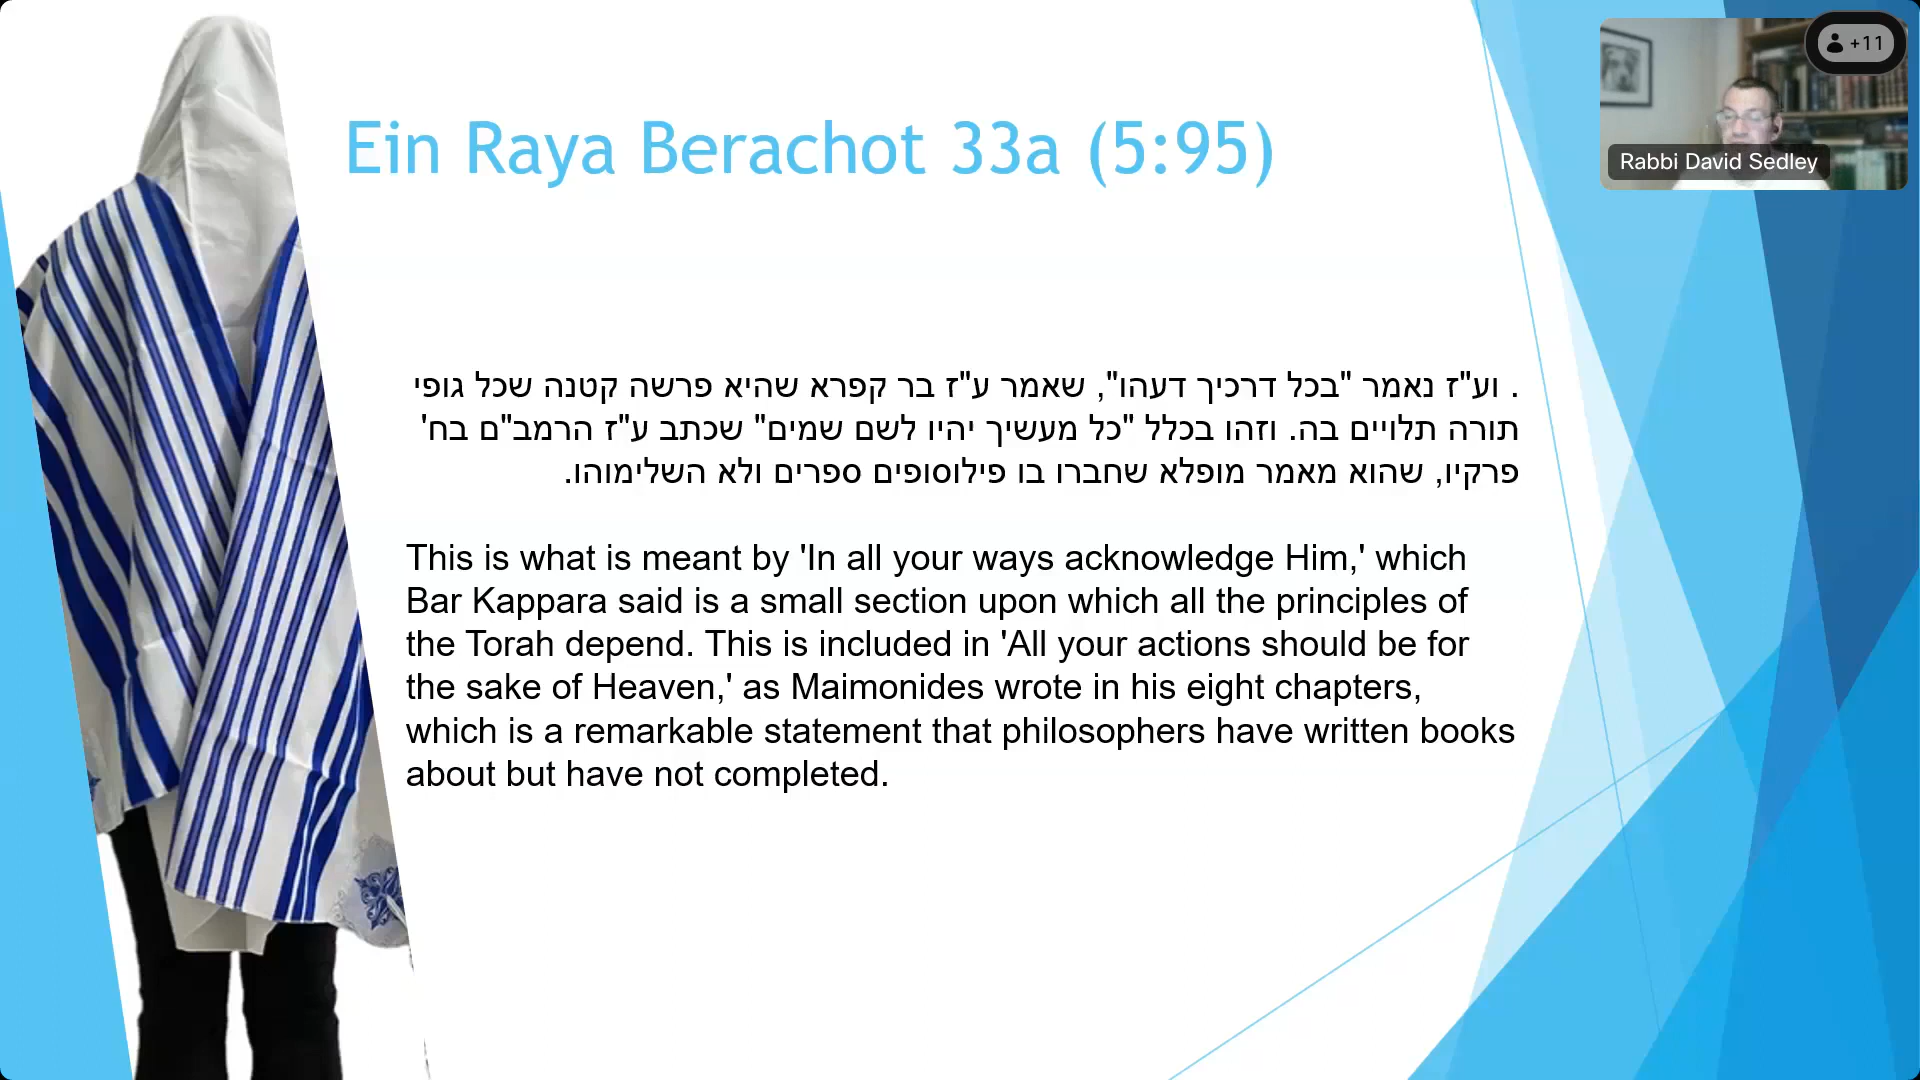 Ein Raya Berachot 33a (5:95)
+11
Rabbi David Sedley
. וע"ז נאמר "בכל דרכיך דעהו", שאמר ע"ז בר קפרא שהיא פרשה קטנה שכל גופי
תורה תלויים בה. וזהו בכלל "כל מעשיך יהיו לשם שמים" שכתב ע"ז הרמב"ם בח'
פרקיו, שהוא מאמר מופלא שחברו בו פילוסופים ספרים ולא השלימוהו.
This is what is meant by 'In all your ways acknowledge Him,' which
Bar Kappara said is a small section upon which all the principles of
the Torah depend. This is included in 'All your actions should be for
the sake of Heaven,' as Maimonides wrote in his eight chapters,
which is a remarkable statement that philosophers have written books
about but have not completed.